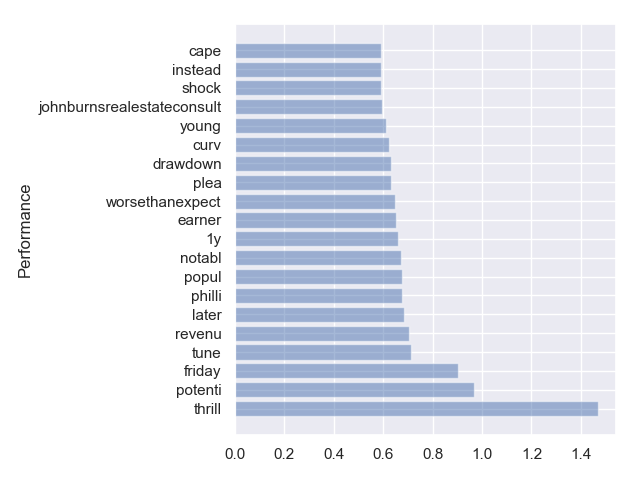 cape
instead
shock
johnburnsrealestateconsult
young
curv
drawdown
plea
worsethanexpect
earner
1y
notabl
popul
philli
later
revenu
tune
friday
potenti
thrill
Performance
0.0 0.2 0.4 0.6 0.8 1.0 1.2 1.4